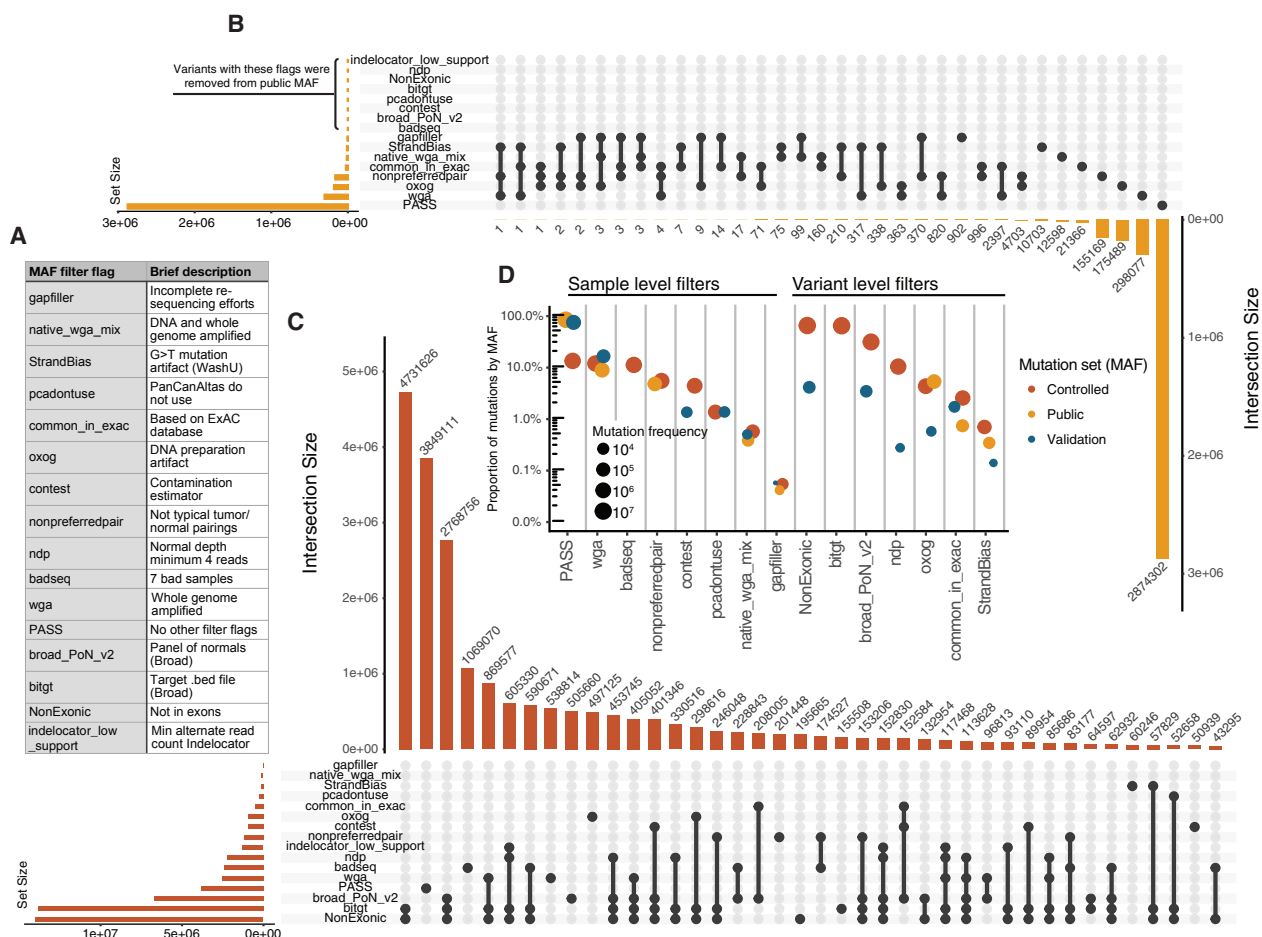 B
Variants with these flags were
removed from public MAF
indelocator_low_support
ndp
NonExonic
bitgt
pcadontuse
contest
broad_PoN_v2
badseq
gapfiller
StrandBias
native_wga_mix
common_in_exac
nonpreferredpair
oxog
wga
PASS
Set Size
3e+06
2e+06
1e+06
0e+00
1
1
1
2
2
3
3
3
4
7
9
14
17
71
75
99
160
210
317
338
363
370
820
902
996
2397
4703
10703
12598
21366
155169
175489
298077
2874302
0e+00
1e+06
2e+06
3e+06
Intersection Size
A
MAF filter flag
Brief description
gapfiller
Incomplete re-
sequencing efforts
native_wga_mix
DNA and whole
genome amplified
StrandBias
G>T mutation
artifact (WashU)
pcadontuse
PanCanAltas do
not use
common_in_exac
Based on ExAC
database
oxog
DNA preparation
artifact
contest
Contamination
estimator
nonpreferredpair
Not typical tumor/
normal pairings
ndp
Normal depth
minimum 4 reads
badseq
7 bad samples
wga
Whole genome
amplified
PASS
No other filter flags
broad_PoN_v2
Panel of normals
(Broad)
bitgt
Target .bed file
(Broad)
NonExonic
Not in exons
indelocator_low
_support
Min alternate read
count Indelocator
D
Sample level filters
Variant level filters
Proportion of mutations by MAF
100.0%
10.0%
1.0%
0.1%
0.0%
Mutation frequency
10⁴
10⁵
10⁶
10⁷
PASS
wga
badseq
nonpreferredpair
contest
pcadontuse
native_wga_mix
gapfiller
NonExonic
bitgt
broad_PoN_v2
ndp
oxog
common_in_exac
StrandBias
Mutation set (MAF)
Controlled
Public
Validation
C
Intersection Size
5e+06
4e+06
3e+06
2e+06
1e+06
0e+00
4731626
3849111
2768756
1069070
869577
605330
590671
538814
505660
497125
453745
405052
401346
330516
298616
246048
228843
208005
201448
195665
174527
155508
153206
152630
152584
132954
117468
113628
96813
93110
89954
85686
83177
64597
62932
60246
57829
52658
50939
43295
gapfiller
native_wga_mix
StrandBias
pcadontuse
common_in_exac
oxog
contest
nonpreferredpair
indelocator_low_support
ndp
badseq
wga
PASS
broad_PoN_v2
bitgt
NonExonic
Set Size
1e+07
5e+06
0e+00